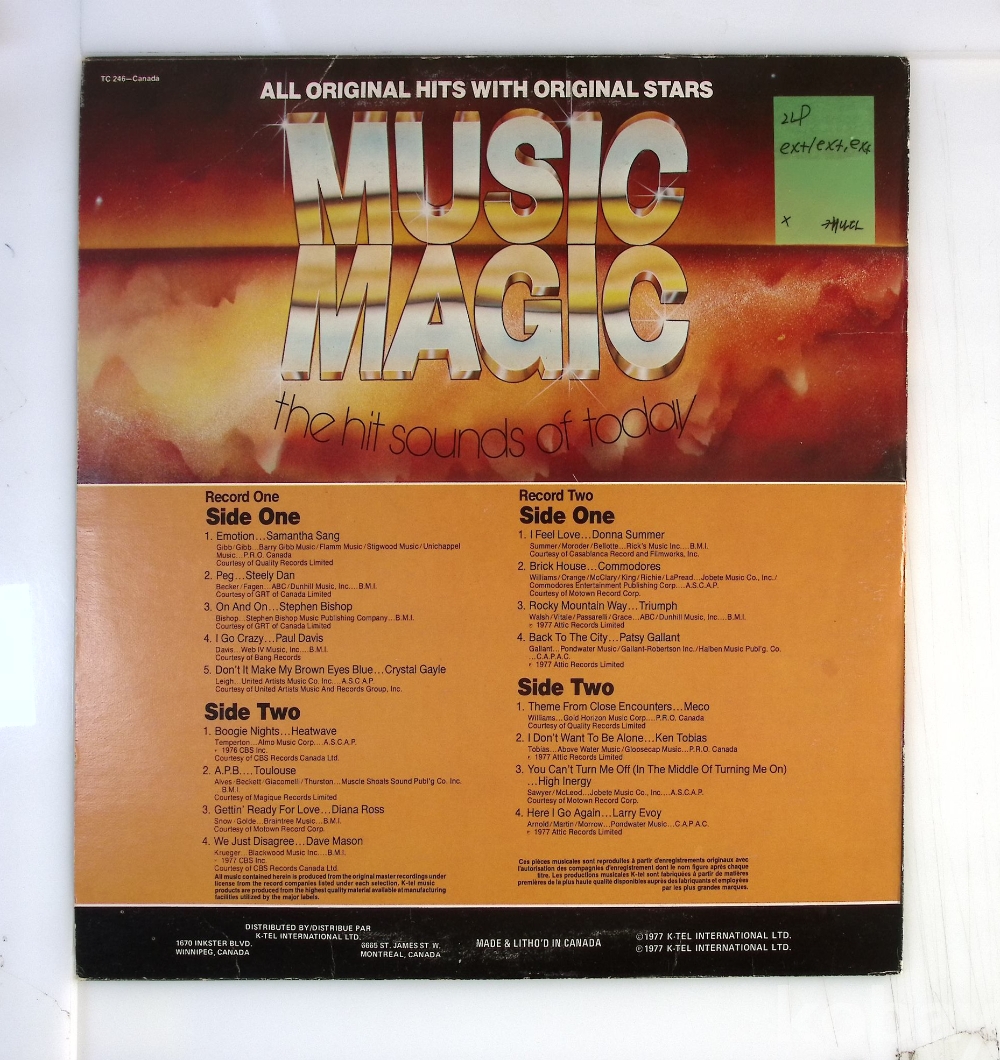 TC 246—Canada
ALL ORIGINAL HITS WITH ORIGINAL STARS
2LP
ext/ext, ext
x
MUSIC
MAGIC
the hit sounds of today
Record One
Side One
1. Emotion...Samantha Sang
Gibb/Gibb...Barry Gibb Music/Flamm Music/Stigwood Music/Unichappel
Music...P.R.O. Canada
Courtesy of Quality Records Limited
2. Peg...Steely Dan
Becker/Fagen...ABC/Dunhill Music, Inc....B.M.I.
Courtesy of GRT of Canada Limited
3. On And On...Stephen Bishop
Bishop...Stephen Bishop Music Publishing Company...B.M.I.
Courtesy of GRT of Canada Limited
4. I Go Crazy...Paul Davis
Davis...Web IV Music, Inc....B.M.I.
Courtesy of Bang Records
5. Don't It Make My Brown Eyes Blue...Crystal Gayle
Leigh...United Artists Music Co. Inc....A.S.C.A.P.
Courtesy of United Artists Music And Records Group, Inc.
Side Two
1. Boogie Nights...Heatwave
Temperton...Almo Music Corp....A.S.C.A.P.
℗ 1976 CBS Inc.
Courtesy of CBS Records Canada Ltd.
2. A.P.B....Toulouse
Alves/Beckett/Giacomelli/Thurston...Muscle Shoals Sound Publ'g Co. Inc.
B.M.I.
Courtesy of Magique Records Limited
3. Gettin' Ready For Love...Diana Ross
Snow/Golde...Braintree Music...B.M.I.
Courtesy of Motown Record Corp.
4. We Just Disagree...Dave Mason
Krueger...Blackwood Music Inc....B.M.I.
℗ 1977 CBS Inc.
Courtesy of CBS Records Canada Ltd.
All music contained herein is produced from the original master recordings under
license from the record companies listed under each selection. K-tel music
products are produced from the highest quality material available at manufacturing
facilities utilized by the major labels.
Record Two
Side One
1. I Feel Love...Donna Summer
Summer/Moroder/Bellotte...Rick's Music Inc....B.M.I.
Courtesy of Casablanca Record and Filmworks, Inc.
2. Brick House...Commodores
Williams/Orange/McClary/King/Richie/LaPread...Jobete Music Co., Inc./
Commodores Entertainment Publishing Corp....A.S.C.A.P.
Courtesy of Motown Record Corp.
3. Rocky Mountain Way...Triumph
Walsh/Vitale/Passarelli/Grace...ABC/Dunhill Music, Inc....B.M.I.
℗ 1977 Attic Records Limited
4. Back To The City...Patsy Gallant
Gallant...Pondwater Music/Gallant-Robertson Inc./Halben Music Publ'g. Co.
...C.A.P.A.C.
℗ 1977 Attic Records Limited
Side Two
1. Theme From Close Encounters...Meco
Williams...Gold Horizon Music Corp....P.R.O. Canada
Courtesy of Quality Records Limited
2. I Don't Want To Be Alone...Ken Tobias
Tobias...Above Water Music/Gloosecap Music...P.R.O. Canada
℗ 1977 Attic Records Limited
3. You Can't Turn Me Off (In The Middle Of Turning Me On)
...High Inergy
Sawyer/McLeod...Jobete Music Co., Inc....A.S.C.A.P.
Courtesy of Motown Record Corp.
4. Here I Go Again...Larry Evoy
Arnold/Martin/Morrow...Pondwater Music...C.A.P.A.C.
℗ 1977 Attic Records Limited
Ces pièces musicales sont reproduites à partir d'enregistrements originaux avec
l'autorisation des compagnies d'enregistrement dont le nom figure après chaque
titre. Les productions musicales K-tel sont fabriquées à partir de matières
premières de la plus haute qualité disponibles auprès des fabriquants et employées
par les plus grandes marques.
DISTRIBUTED BY/DISTRIBUE PAR
K-TEL INTERNATIONAL LTD.
1670 INKSTER BLVD.
WINNIPEG, CANADA
6665 ST. JAMES ST. W.
MONTREAL, CANADA
MADE & LITHO'D IN CANADA
© 1977 K-TEL INTERNATIONAL LTD.
℗ 1977 K-TEL INTERNATIONAL LTD.